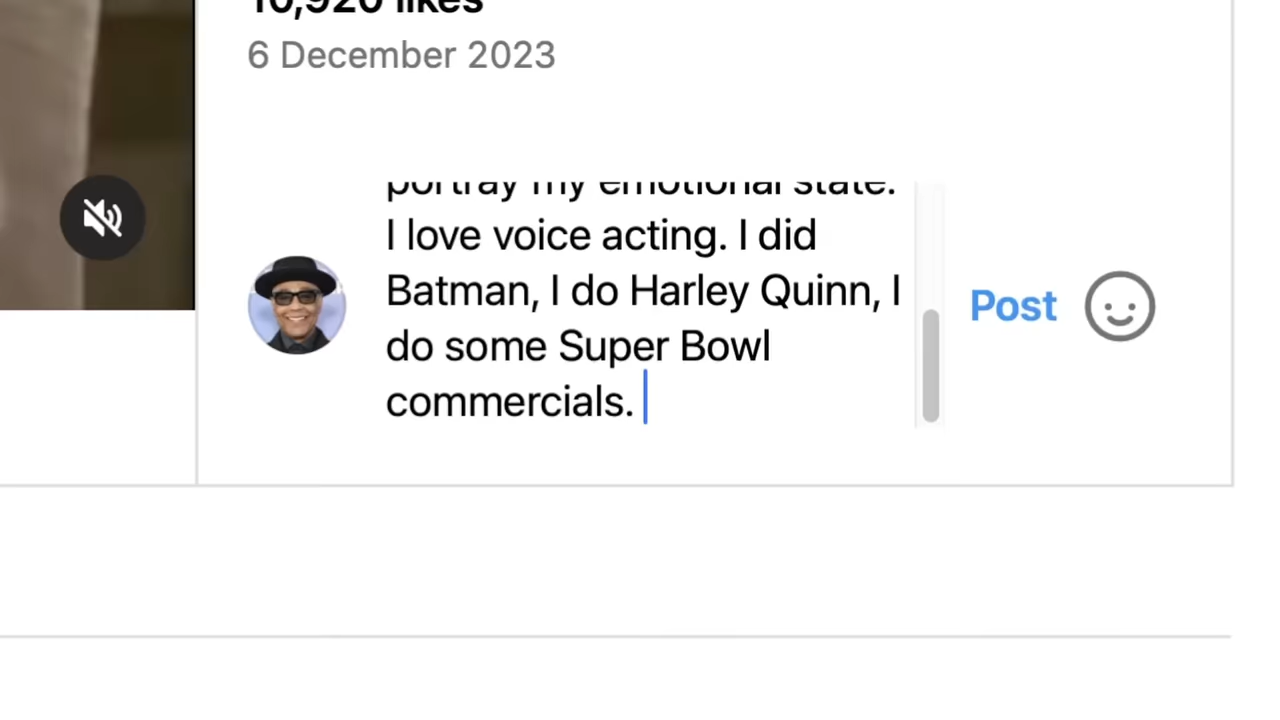 10,920 likes
6 December 2023
portray my emotional state.
I love voice acting. I did
Batman, I do Harley Quinn, I
do some Super Bowl
commercials.
Post